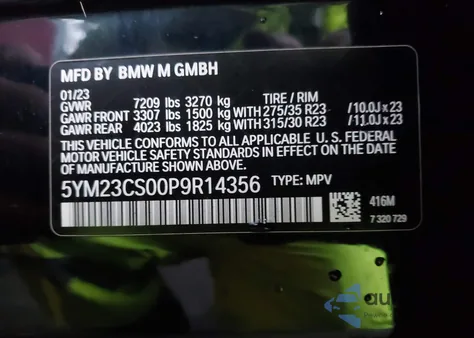 MFD BY BMW M GMBH
01/23 TIRE / RIM
GVWR 7209 lbs 3270 kg
GAWR FRONT 3307 lbs 1500 kg WITH 275/35 R23 /10.0J x 23
GAWR REAR 4023 lbs 1825 kg WITH 315/30 R23 /11.0J x 23
THIS VEHICLE CONFORMS TO ALL APPLICABLE U.S. FEDERAL
MOTOR VEHICLE SAFETY STANDARDS IN EFFECT ON THE DATE
OF MANUFACTURE SHOWN ABOVE.
5YM23CS00P9R14356 TYPE: MPV
416M
7 320 729